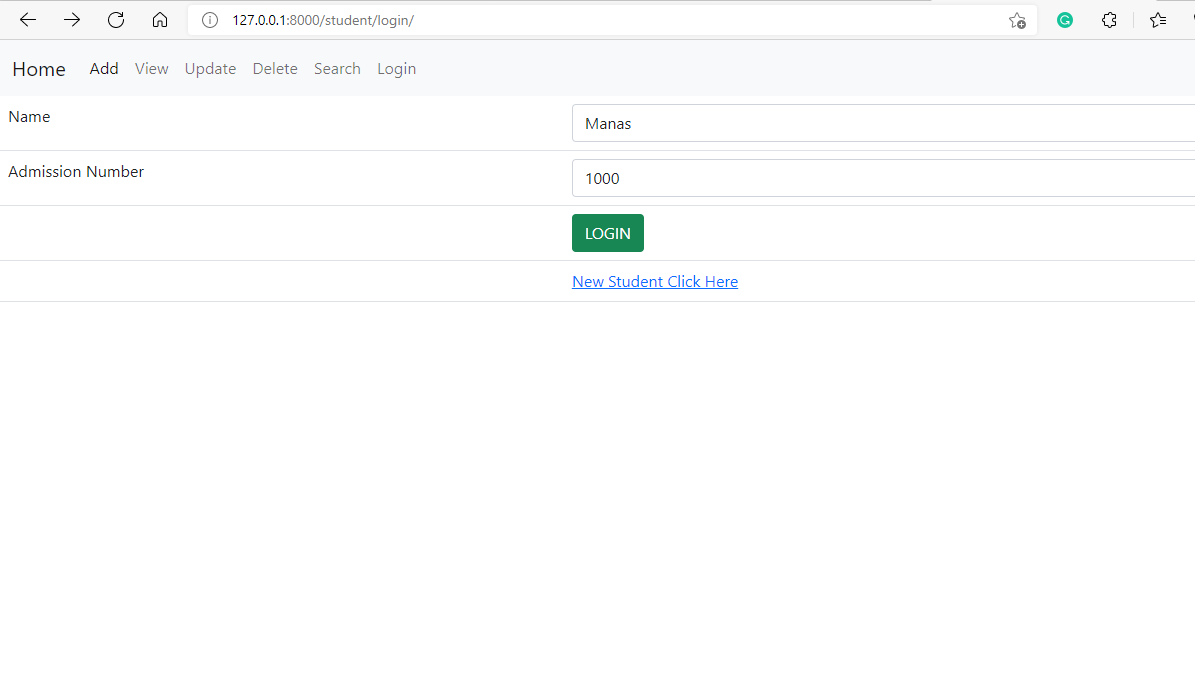 127.0.0.1:8000/student/login/
Home Add View Update Delete Search Login
Name Manas
Admission Number 1000
LOGIN
New Student Click Here